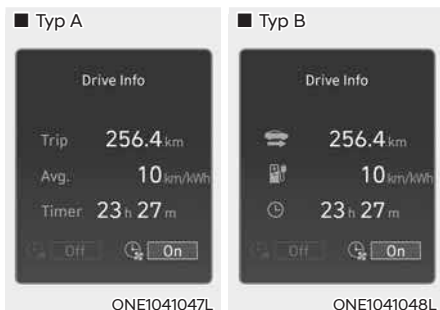 ■ Typ A
Drive Info
Trip 256.4 km
Avg. 10 km/kWh
Timer 23 h 27 m
Off On
ONE1041047L
■ Typ B
Drive Info
256.4 km
10 km/kWh
23 h 27 m
Off On
ONE1041048L